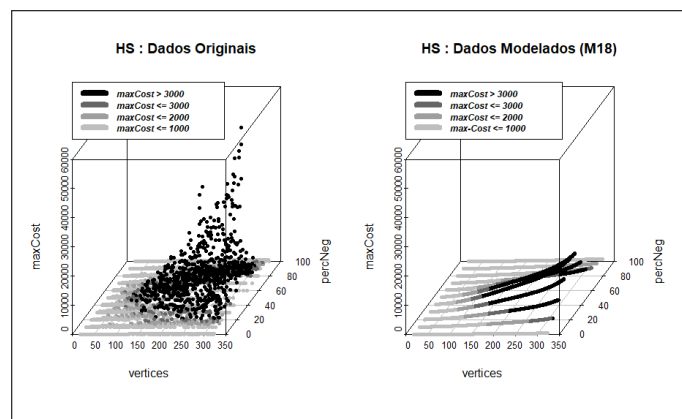 HS : Dados Originais
maxCost > 3000
maxCost <= 3000
maxCost <= 2000
maxCost <= 1000
maxCost
0 10000 20000 30000 40000 50000 60000
vertices
0 50 100 150 200 250 300 350
percNeg
0 20 40 60 80 100
HS : Dados Modelados (M18)
maxCost > 3000
maxCost <= 3000
maxCost <= 2000
max-Cost <= 1000
maxCost
0 10000 20000 30000 40000 50000 60000
vertices
0 50 100 150 200 250 300 350
percNeg
0 20 40 60 80 100